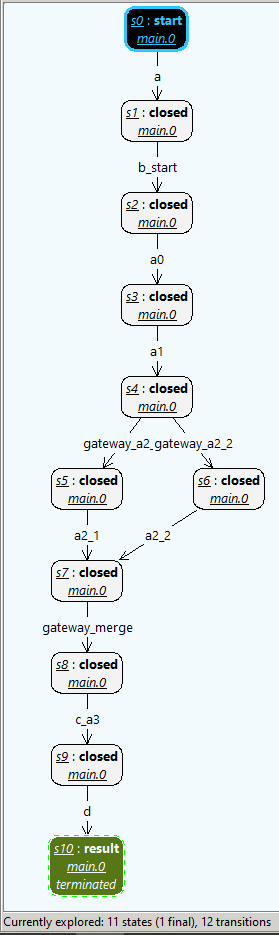 s0 : start
main.0
a
s1 : closed
main.0
b_start
s2 : closed
main.0
a0
s3 : closed
main.0
a1
s4 : closed
main.0
gateway_a2_gateway_a2_2
s5 : closed
main.0
s6 : closed
main.0
a2_1
a2_2
s7 : closed
main.0
gateway_merge
s8 : closed
main.0
c_a3
s9 : closed
main.0
d
s10 : result
main.0
terminated
Currently explored: 11 states (1 final), 12 transitions